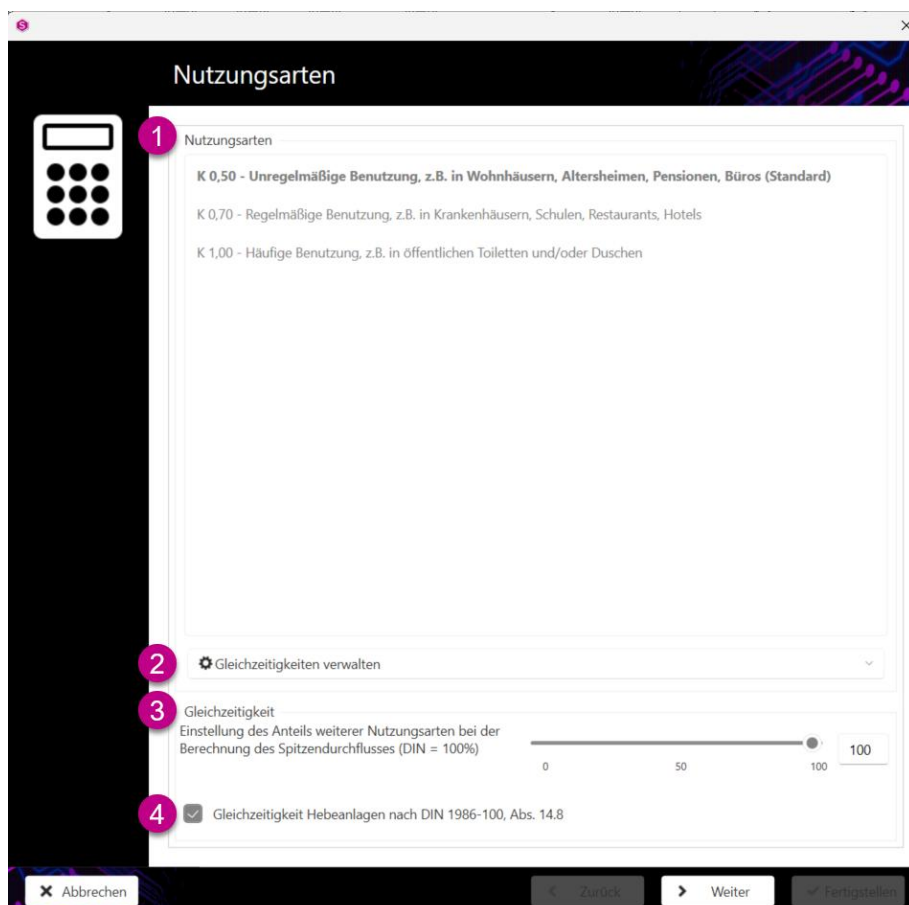 S
Nutzungsarten
1
Nutzungsarten
K 0,50 - Unregelmäßige Benutzung, z.B. in Wohnhäusern, Altersheimen, Pensionen, Büros (Standard)
K 0,70 - Regelmäßige Benutzung, z.B. in Krankenhäusern, Schulen, Restaurants, Hotels
K 1,00 - Häufige Benutzung, z.B. in öffentlichen Toiletten und/oder Duschen
2
Gleichzeitigkeiten verwalten
3
Gleichzeitigkeit
Einstellung des Anteils weiterer Nutzungsarten bei der
Berechnung des Spitzendurchflusses (DIN = 100%)
0 50 100
100
4
Gleichzeitigkeit Hebeanlagen nach DIN 1986-100, Abs. 14.8
Abbrechen Zurück Weiter Fertigstellen